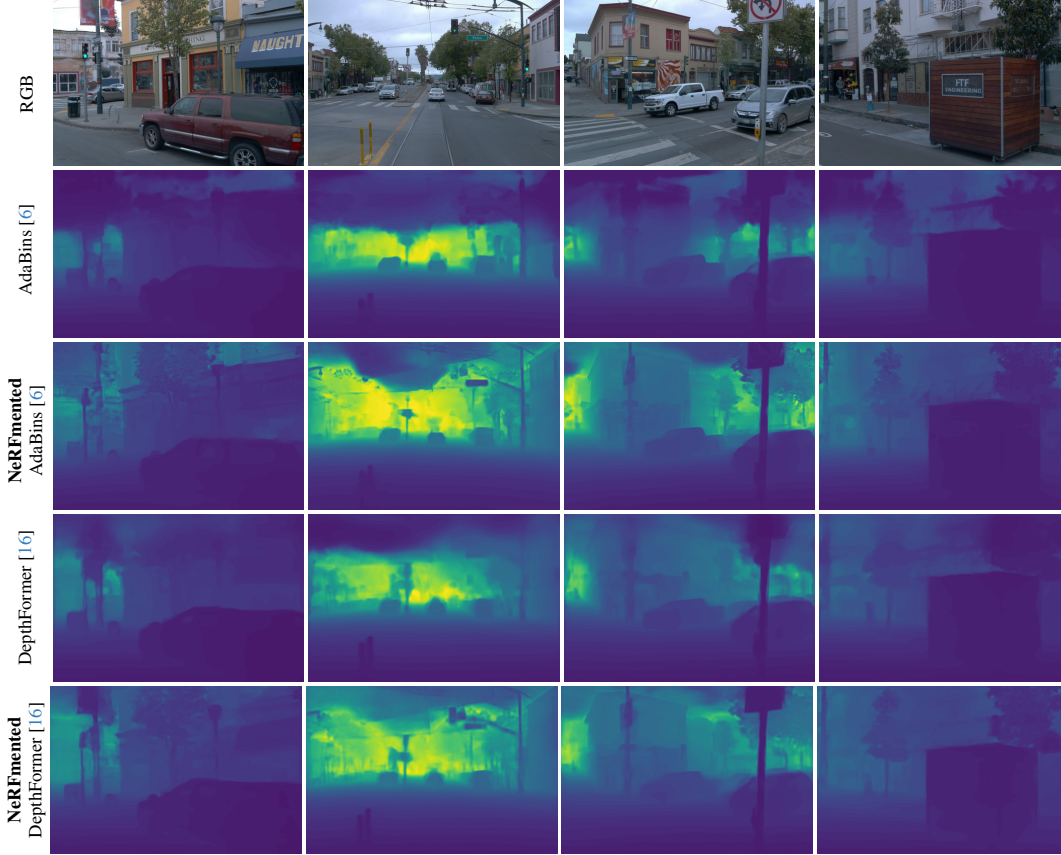 RGB
NAUGHT
FTF
ENGINEERING
AdaBins [6]
NeRFmented
AdaBins [6]
DepthFormer [16]
NeRFmented
DepthFormer [16]